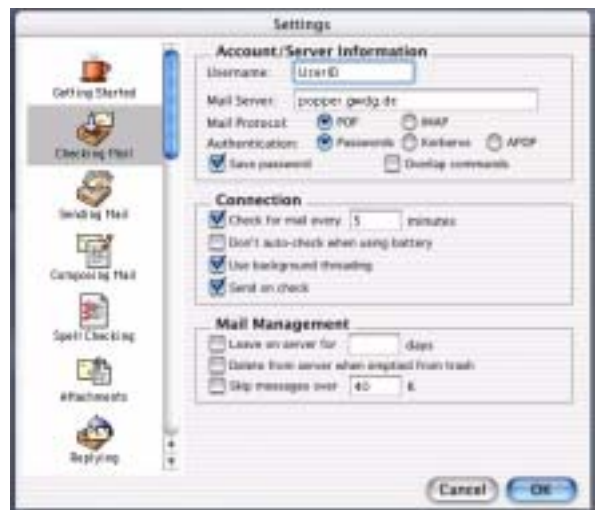 Settings
Getting Started
Checking Mail
Sending Mail
Composing Mail
Spell Checking
Attachments
Replying
Account/Server Information
Username: UserID
Mail Server: popper.gwdg.de
Mail Protocol: POP IMAP
Authentication: Passwords Kerberos APOP
Save password Overlap commands
Connection
Check for mail every 5 minutes
Don't auto-check when using battery
Use background threading
Send on check
Mail Management
Leave on server for days
Delete from server when emptied from trash
Skip messages over 40 K
Cancel OK